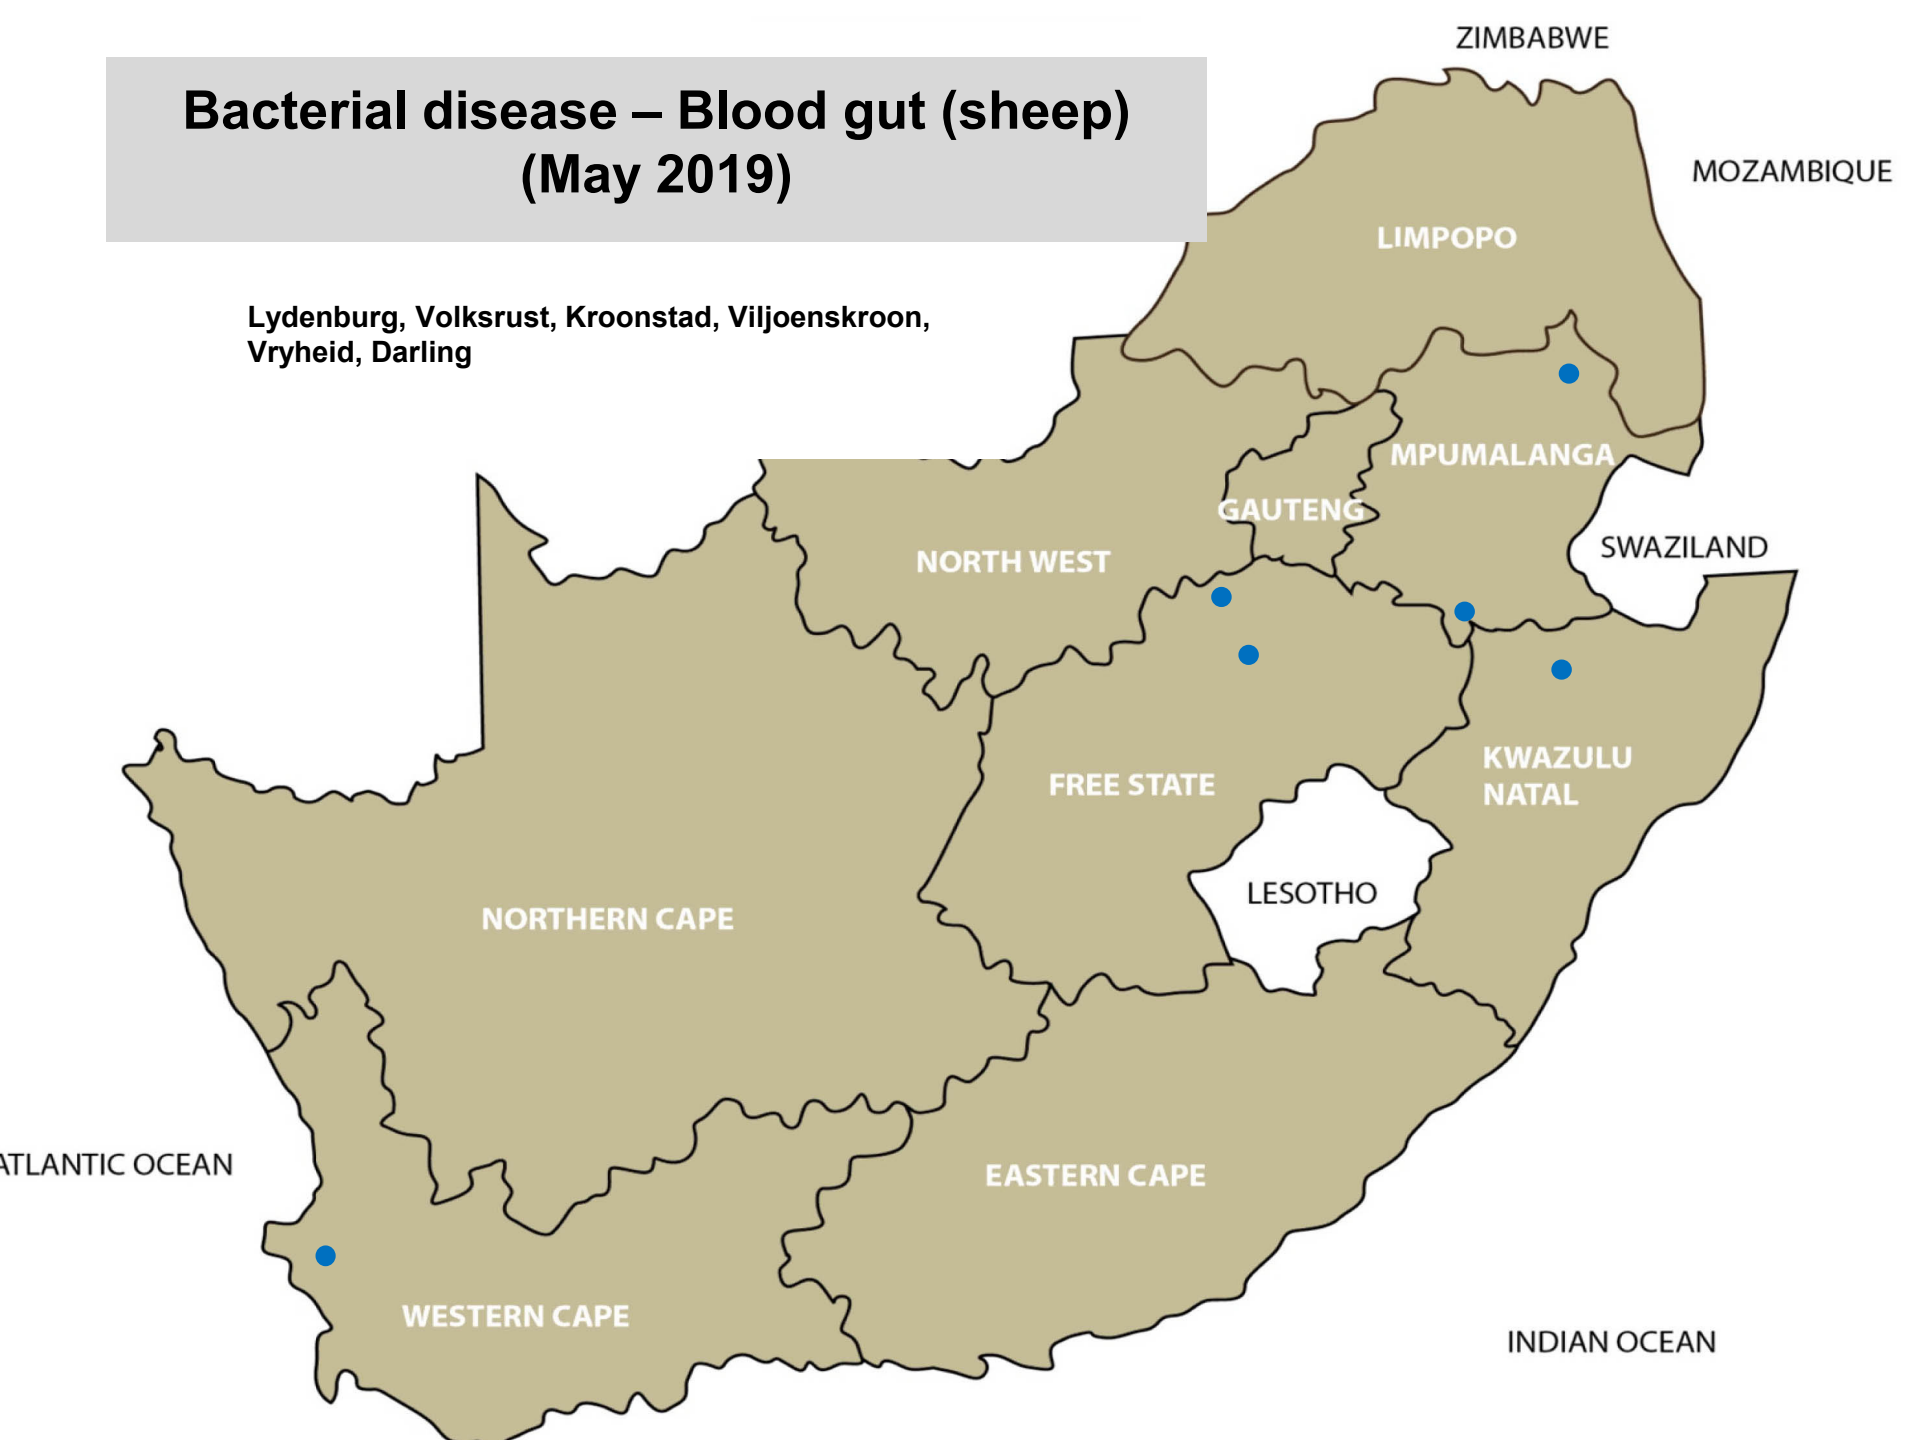 Bacterial disease – Blood gut (sheep)
(May 2019)
Lydenburg, Volksrust, Kroonstad, Viljoenskroon,
Vryheid, Darling
ZIMBABWE
MOZAMBIQUE
LIMPOPO
MPUMALANGA
GAUTENG
SWAZILAND
NORTH WEST
KWAZULU
NATAL
FREE STATE
LESOTHO
NORTHERN CAPE
ATLANTIC OCEAN
EASTERN CAPE
WESTERN CAPE
INDIAN OCEAN